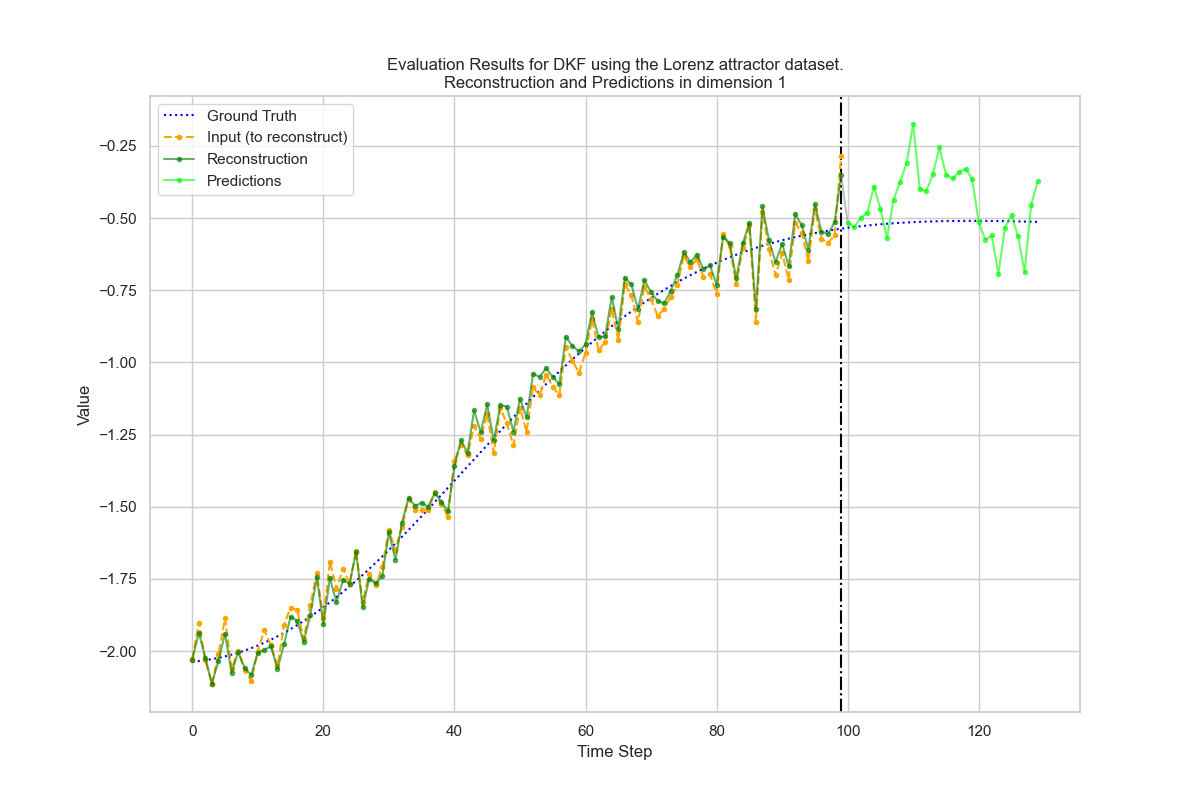 Evaluation Results for DKF using the Lorenz attractor dataset.
Reconstruction and Predictions in dimension 1
Ground Truth
Input (to reconstruct)
Reconstruction
Predictions
−0.25
−0.50
−0.75
−1.00
−1.25
−1.50
−1.75
−2.00
Value
0
20
40
60
80
100
120
Time Step